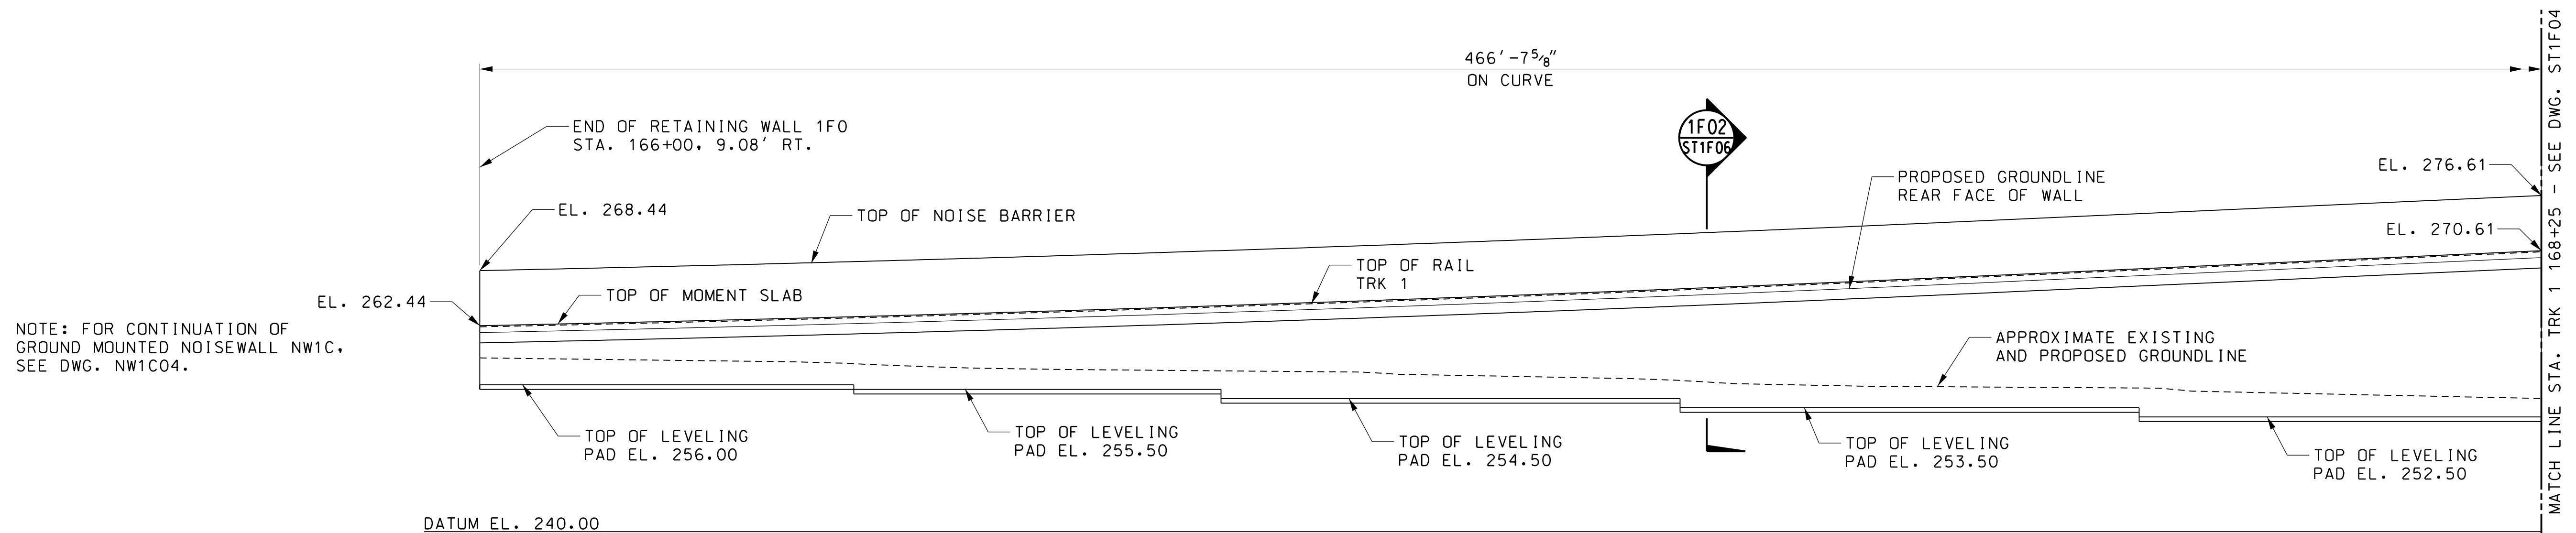 466'-7 5/8"
ON CURVE
END OF RETAINING WALL 1F0
STA. 166+00, 9.08' RT.
1F02
ST1F06
EL. 276.61
PROPOSED GROUNDLINE
REAR FACE OF WALL
EL. 268.44
TOP OF NOISE BARRIER
EL. 270.61
TOP OF RAIL
TRK 1
EL. 262.44
TOP OF MOMENT SLAB
NOTE: FOR CONTINUATION OF
GROUND MOUNTED NOISEWALL NW1C,
SEE DWG. NW1C04.
APPROXIMATE EXISTING
AND PROPOSED GROUNDLINE
TOP OF LEVELING
PAD EL. 256.00
TOP OF LEVELING
PAD EL. 255.50
TOP OF LEVELING
PAD EL. 254.50
TOP OF LEVELING
PAD EL. 253.50
TOP OF LEVELING
PAD EL. 252.50
DATUM EL. 240.00
MATCH LINE STA. TRK 1 168+25 - SEE DWG. ST1F04